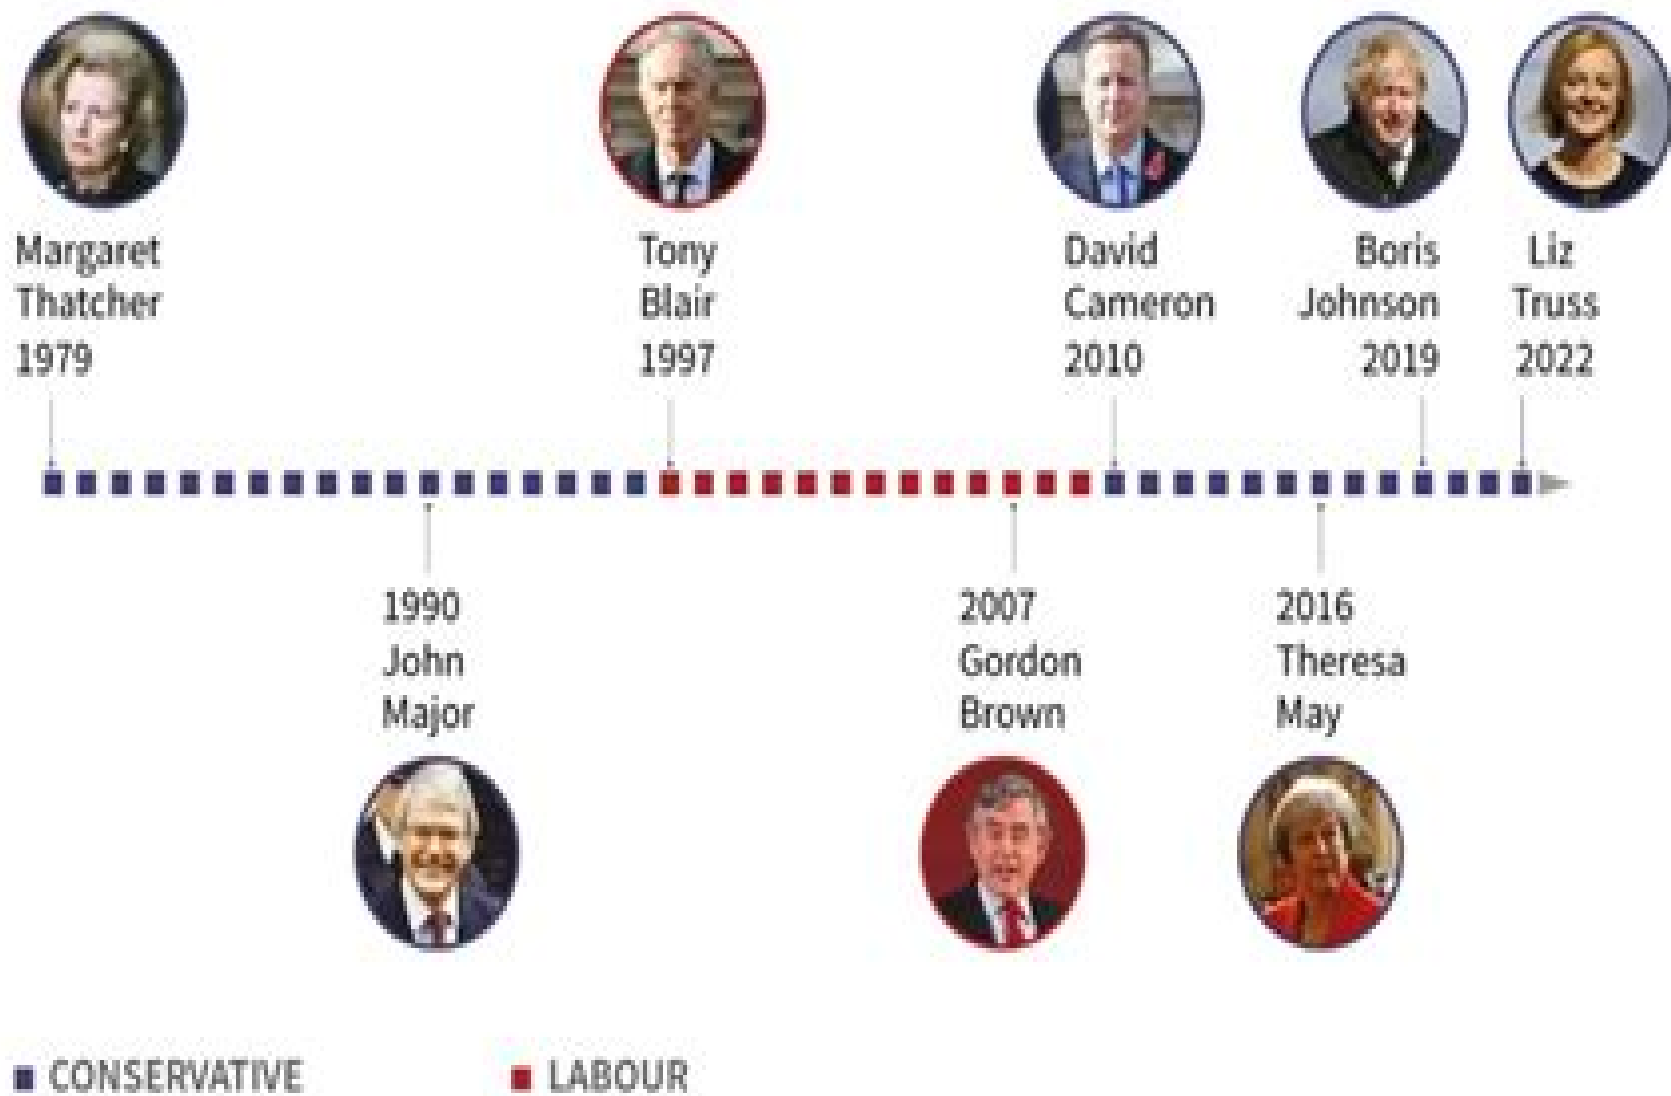 Margaret
Thatcher
1979
Tony
Blair
1997
David
Cameron
2010
Boris
Johnson
2019
Liz
Truss
2022
1990
John
Major
2007
Gordon
Brown
2016
Theresa
May
CONSERVATIVE
LABOUR